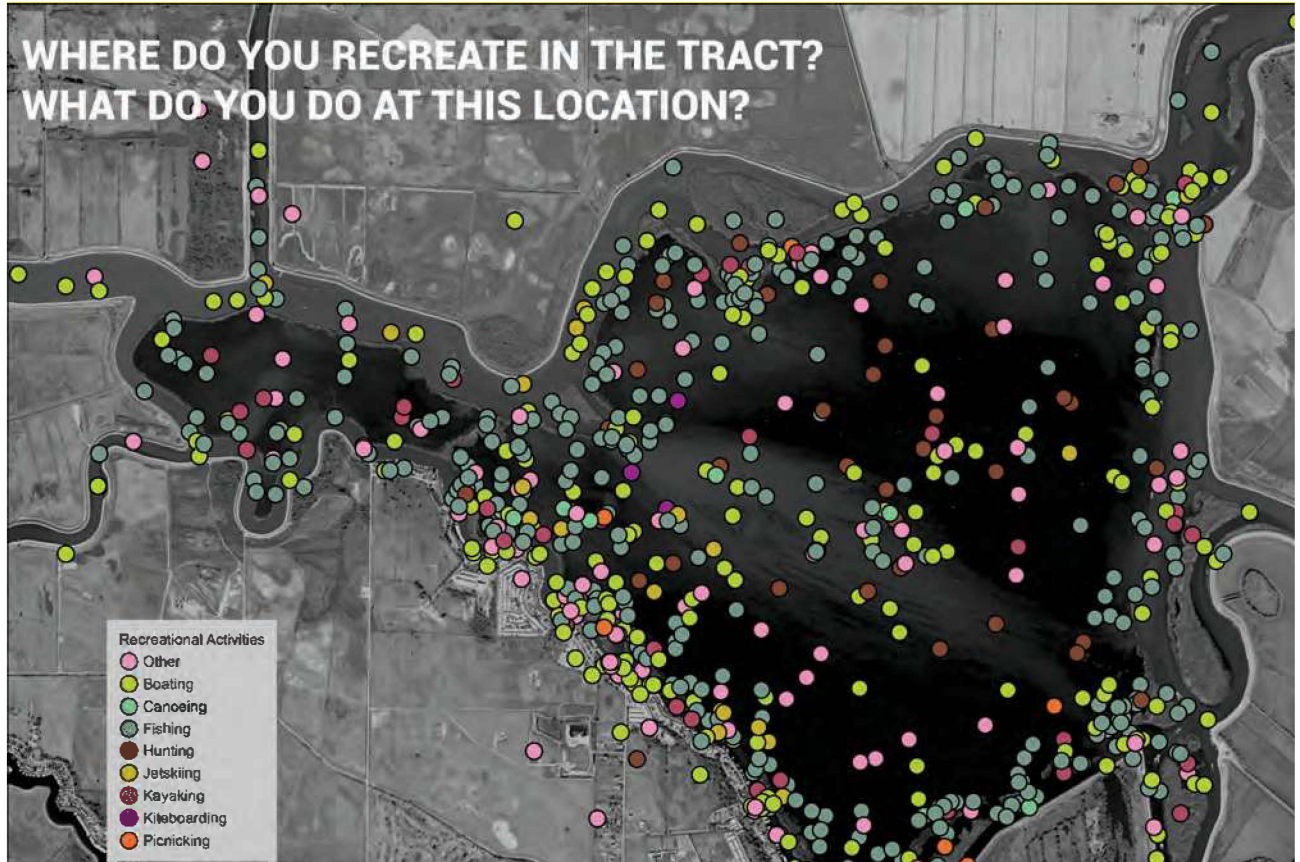 WHERE DO YOU RECREATE IN THE TRACT?
WHAT DO YOU DO AT THIS LOCATION?
Recreational Activities
Other
Boating
Canoeing
Fishing
Hunting
Jetskiing
Kayaking
Kiteboarding
Picnicking